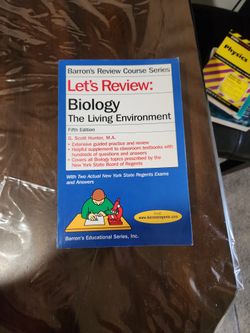 Barron's Review Course Series
Let's Review:
Biology
The Living Environment
Fifth Edition
G. Scott Hunter, M.A.
• Extensive guided practice and review
• Helpful supplement to classroom textbooks with
hundreds of questions and answers
• Covers all Biology topics prescribed by the
New York State Board of Regents
With Two Actual New York State Regents Exams
and Answers
www.barronsregents.com
Barron's Educational Series, Inc.
Physics